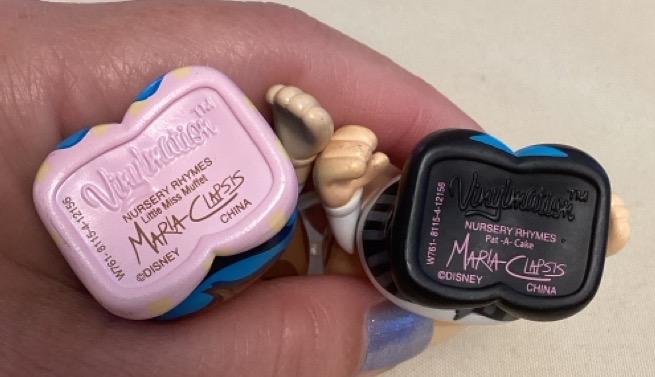 Vinylmation™
NURSERY RHYMES
Little Miss Muffet
MARIA CLAPSIS
W761-8115-4-12156
©DISNEY
CHINA
Vinylmation™
NURSERY RHYMES
Pat-A-Cake
MARIA CLAPSIS
W761-8115-4-12156
©DISNEY
CHINA